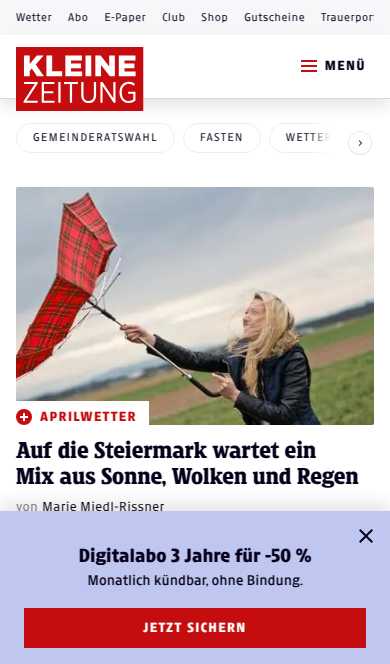 Wetter Abo E-Paper Club Shop Gutscheine
KLEINE
ZEITUNG
MENÜ
GEMEINDERATSWAHL FASTEN
APRILWETTER
Auf die Steiermark wartet ein
Mix aus Sonne, Wolken und Regen
von Marie Miedl-Rissner
Digitalabo 3 Jahre für -50 %
Monatlich kündbar, ohne Bindung.
JETZT SICHERN